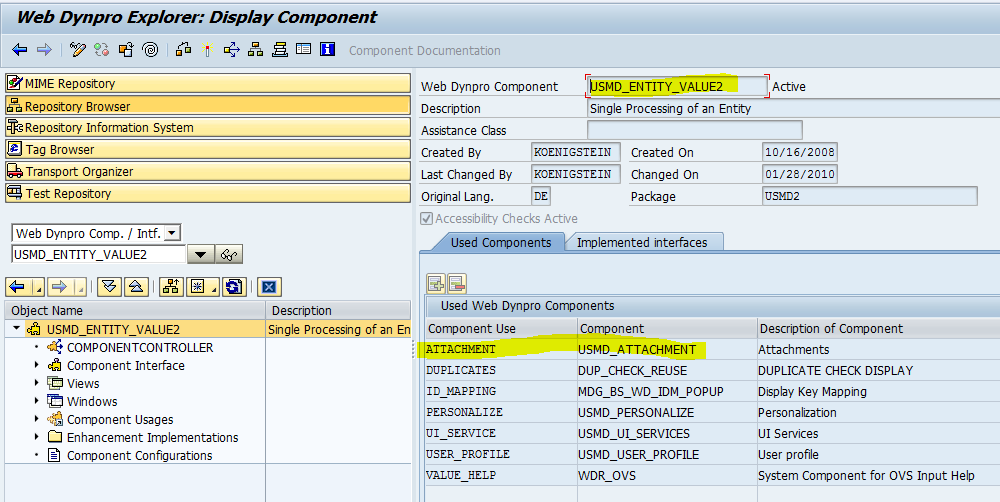 Web Dynpro Explorer: Display Component
Component Documentation
MIME Repository
Repository Browser
Repository Information System
Tag Browser
Transport Organizer
Test Repository
Web Dynpro Comp. / Intf.
USMD_ENTITY_VALUE2
Object Name Description
USMD_ENTITY_VALUE2 Single Processing of an En
COMPONENTCONTROLLER
Component Interface
Views
Windows
Component Usages
Enhancement Implementations
Component Configurations
Web Dynpro Component USMD_ENTITY_VALUE2 Active
Description Single Processing of an Entity
Assistance Class
Created By KOENIGSTEIN Created On 10/16/2008
Last Changed By KOENIGSTEIN Changed On 01/28/2010
Original Lang. DE Package USMD2
Accessibility Checks Active
Used Components Implemented interfaces
Used Web Dynpro Components
Component Use Component Description of Component
ATTACHMENT USMD_ATTACHMENT Attachments
DUPLICATES DUP_CHECK_REUSE DUPLICATE CHECK DISPLAY
ID_MAPPING MDG_BS_WD_IDM_POPUP Display Key Mapping
PERSONALIZE USMD_PERSONALIZE Personalization
UI_SERVICE USMD_UI_SERVICES UI Services
USER_PROFILE USMD_USER_PROFILE User profile
VALUE_HELP WDR_OVS System Component for OVS Input Help